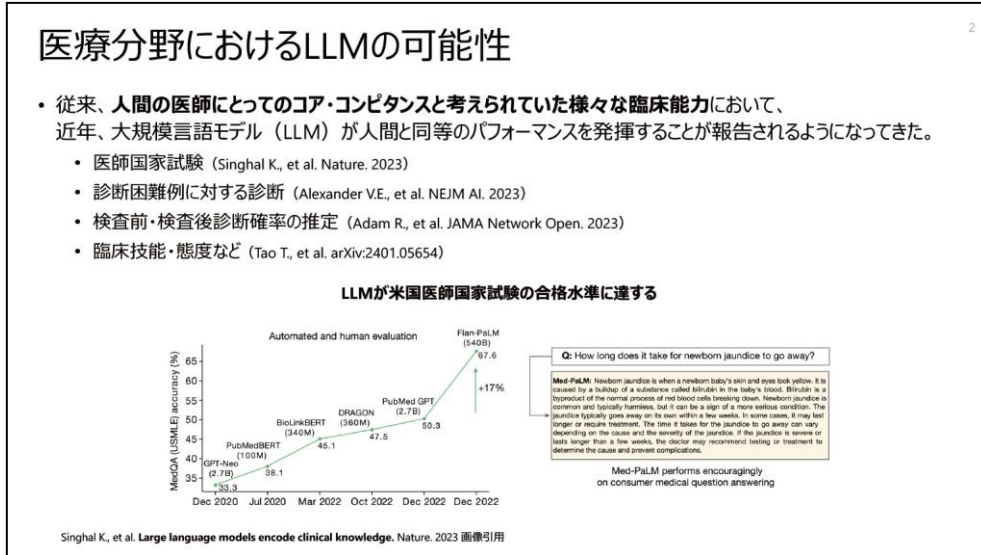 2
医療分野におけるLLMの可能性
• 従来、人間の医師にとってのコア・コンピタンスと考えられていた様々な臨床能力において、
近年、大規模言語モデル（LLM）が人間と同等のパフォーマンスを発揮することが報告されるようになってきた。
• 医師国家試験（Singhal K., et al. Nature. 2023）
• 診断困難例に対する診断（Alexander V.E., et al. NEJM AI. 2023）
• 検査前・検査後診断確率の推定（Adam R., et al. JAMA Network Open. 2023）
• 臨床技能・態度など（Tao T., et al. arXiv:2401.05654）
LLMが米国医師国家試験の合格水準に達する
Automated and human evaluation
MedQA (USMLE) accuracy (%)
65
60
55
50
45
40
35
GPT-Neo
(2.7B)
33.3
PubMedBERT
(100M)
38.1
BioLinkBERT
(340M)
45.1
DRAGON
(360M)
47.5
PubMed GPT
(2.7B)
50.3
Flan-PaLM
(540B)
67.6
+17%
Dec 2020 Jul 2020 Mar 2022 Oct 2022 Dec 2022 Dec 2022
Q: How long does it take for newborn jaundice to go away?
Med-PaLM: Newborn jaundice is when a newborn baby's skin and eyes look yellow. It is
caused by a buildup of a substance called bilirubin in the baby's blood. Bilirubin is a
byproduct of the normal process of red blood cells breaking down. Newborn jaundice is
common and typically harmless, but it can be a sign of a more serious condition. The
jaundice typically goes away on its own within a few weeks. In some cases, it may last
longer or require treatment. The time it takes for the jaundice to go away can vary
depending on the cause and the severity of the jaundice. If the jaundice is severe or
lasts longer than a few weeks, the doctor may recommend testing or treatment to
determine the cause and prevent complications.
Med-PaLM performs encouragingly
on consumer medical question answering
Singhal K., et al. Large language models encode clinical knowledge. Nature. 2023 画像引用